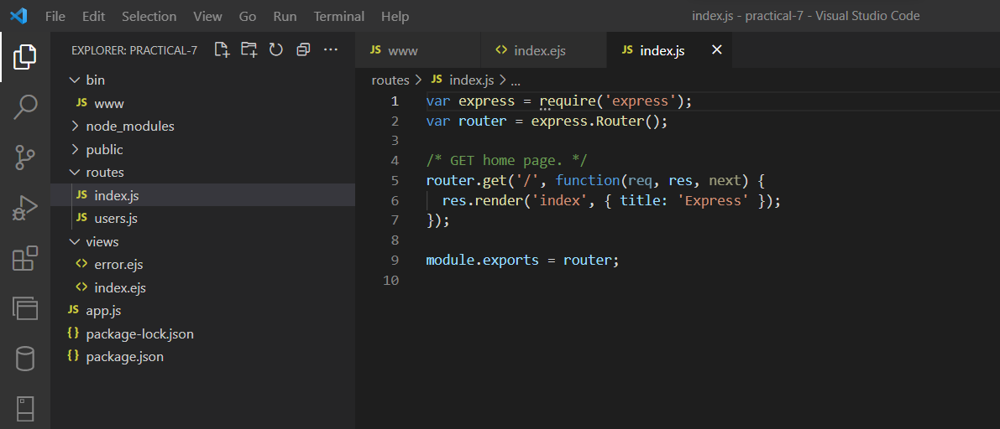 File Edit Selection View Go Run Terminal Help index.js - practical-7 - Visual Studio Code
EXPLORER: PRACTICAL-7
bin
JS www
node_modules
public
routes
JS index.js
JS users.js
views
<> error.ejs
<> index.ejs
JS app.js
{} package-lock.json
{} package.json
JS www <> index.ejs JS index.js
routes > JS index.js > ...
1 var express = require('express');
2 var router = express.Router();
3
4 /* GET home page. */
5 router.get('/', function(req, res, next) {
6   res.render('index', { title: 'Express' });
7 });
8
9 module.exports = router;
10